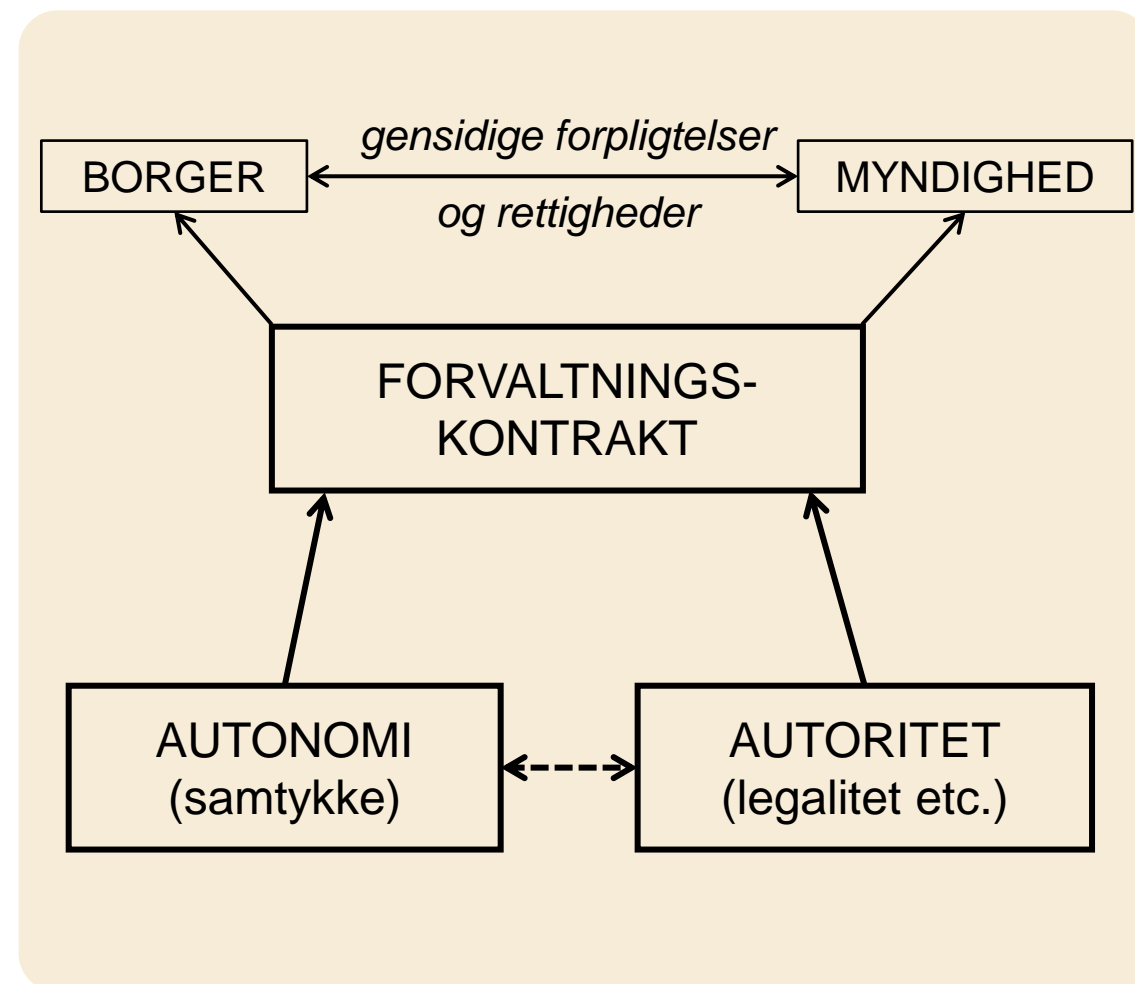 gensidige forpligtelser
BORGER
MYNDIGHED
og rettigheder
FORVALTNINGS-
KONTRAKT
AUTONOMI
(samtykke)
AUTORITET
(legalitet etc.)